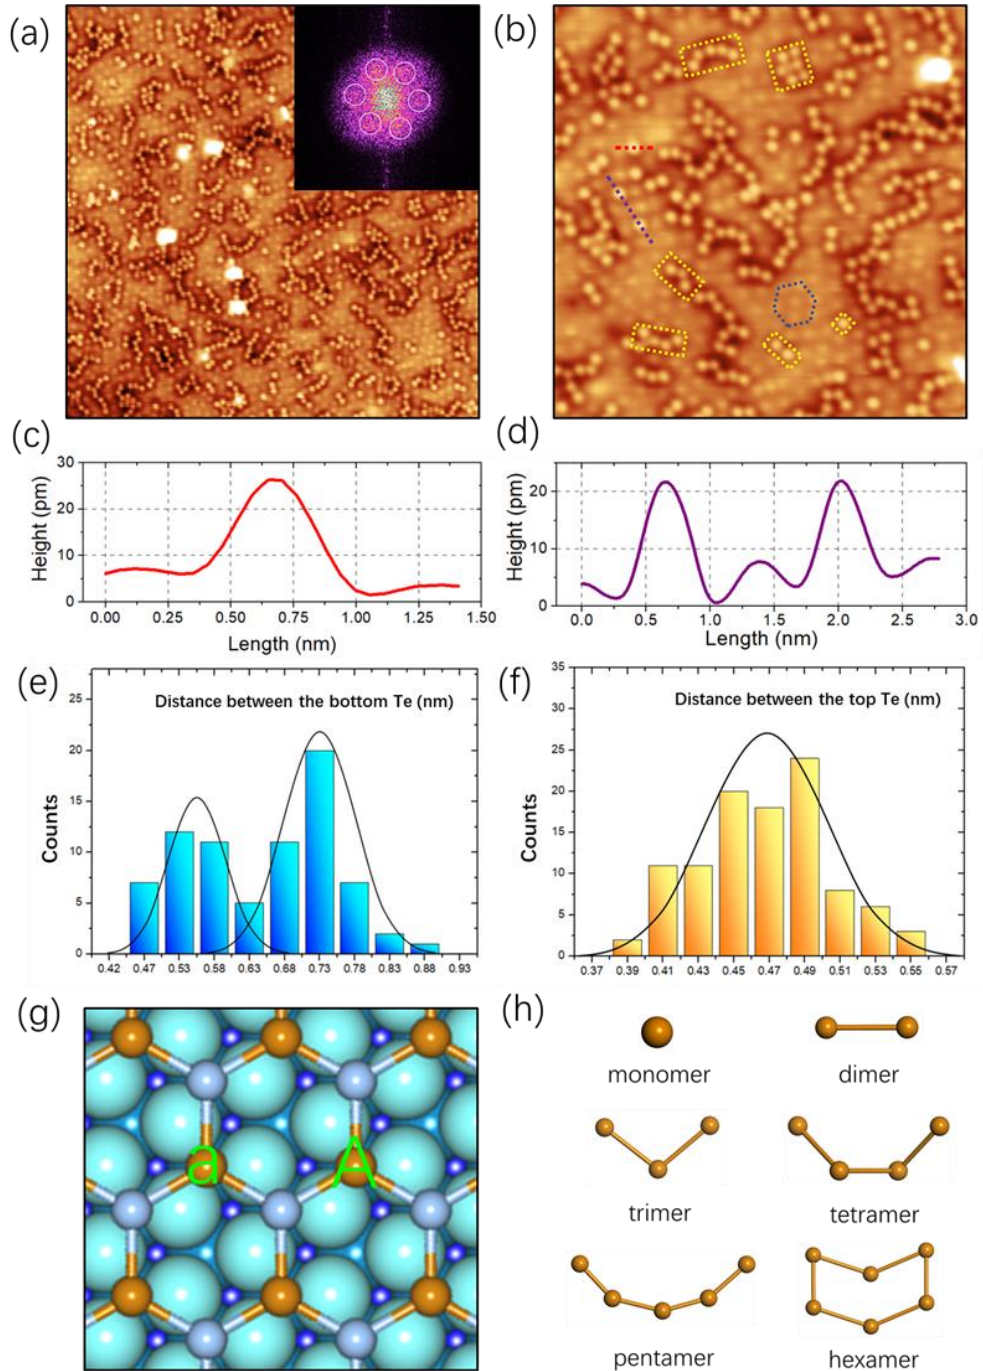 (a)
(b)
(c)
30
20
10
0
Height (pm)
0.00 0.25 0.50 0.75 1.00 1.25 1.50
Length (nm)
(d)
20
10
0
Height (pm)
0.0 0.5 1.0 1.5 2.0 2.5 3.0
Length (nm)
(e)
Distance between the bottom Te (nm)
25
20
15
10
5
0
Counts
0.42 0.47 0.53 0.58 0.63 0.68 0.73 0.78 0.83 0.88 0.93
(f)
Distance between the top Te (nm)
35
30
25
20
15
10
5
0
Counts
0.37 0.39 0.41 0.43 0.45 0.47 0.49 0.51 0.53 0.55 0.57
(g)
a A
(h)
monomer dimer
trimer tetramer
pentamer hexamer